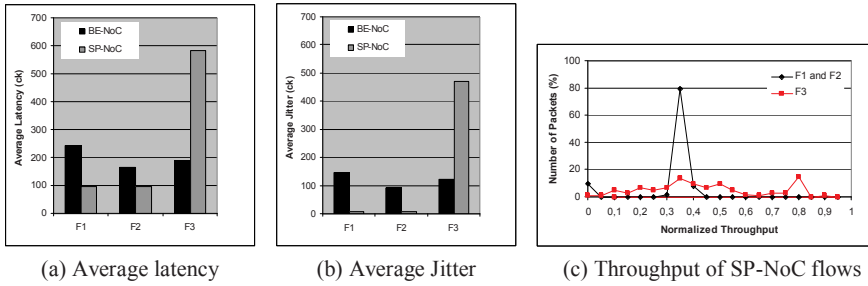 700
600
500
400
300
200
100
0
Average Latency (ck)
BE-NoC
SP-NoC
F1 F2 F3
(a) Average latency
700
600
500
400
300
200
100
0
Average Jitter (ck)
BE-NoC
SP-NoC
F1 F2 F3
(b) Average Jitter
100
80
60
40
20
0
Number of Packets (%)
F1 and F2
F3
0 0,1 0,2 0,3 0,4 0,5 0,6 0,7 0,8 0,9 1
Normalized Throughput
(c) Throughput of SP-NoC flows